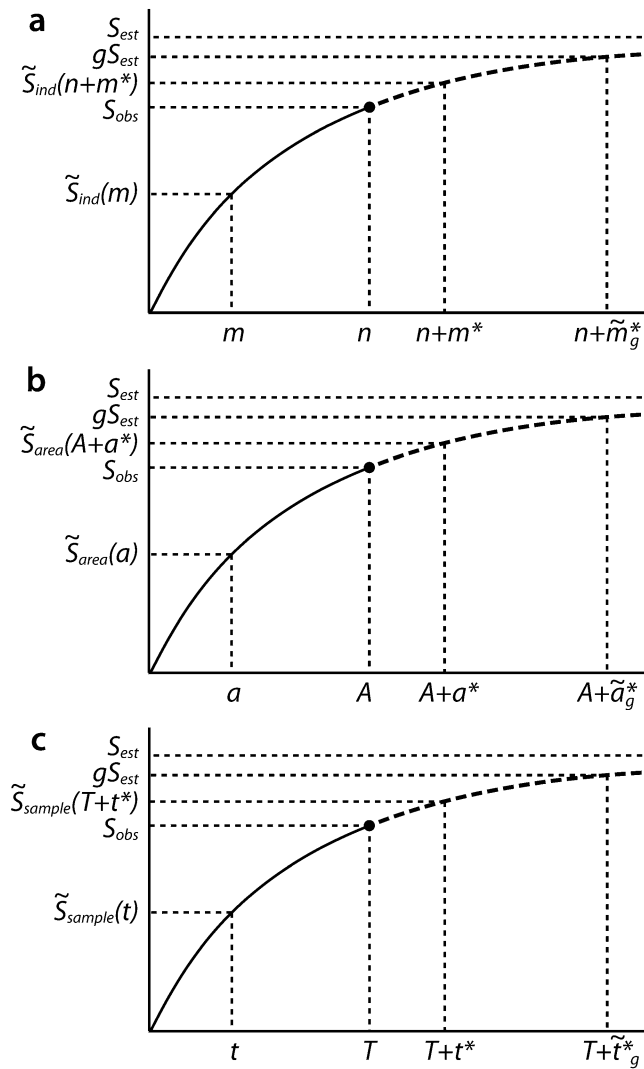 a
S_est
gS_est
S̃_ind(n+m*)
S_obs
S̃_ind(m)
m n n+m* n+m̃*_g
b
S_est
gS_est
S̃_area(A+a*)
S_obs
S̃_area(a)
a A A+a* A+ã*_g
c
S_est
gS_est
S̃_sample(T+t*)
S_obs
S̃_sample(t)
t T T+t* T+t̃*_g